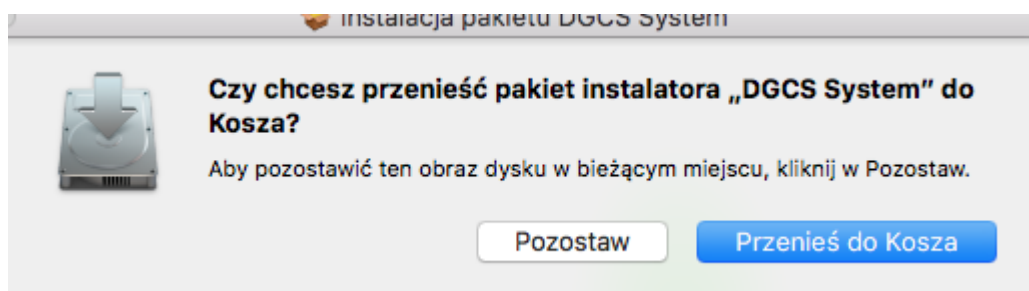 Instalacja pakietu DGCS System
Czy chcesz przenieść pakiet instalatora „DGCS System” do
Kosza?
Aby pozostawić ten obraz dysku w bieżącym miejscu, kliknij w Pozostaw.
Pozostaw
Przenieś do Kosza